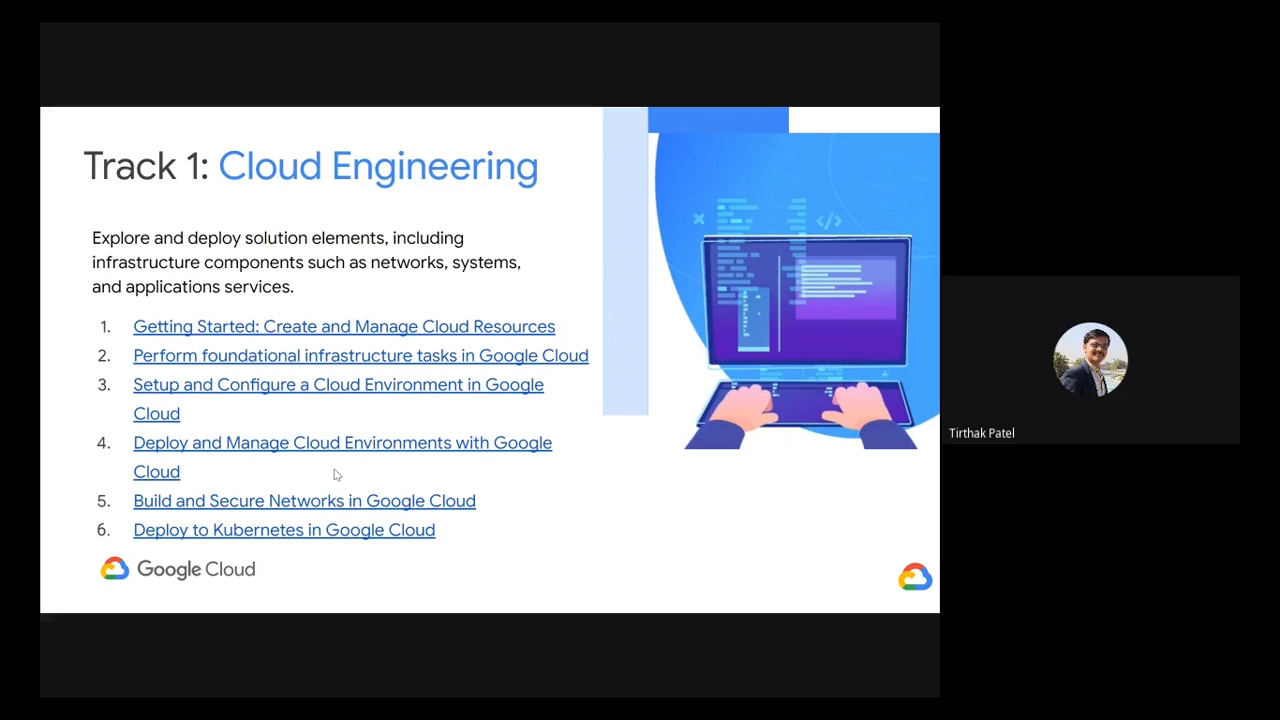 Track 1: Cloud Engineering
Explore and deploy solution elements, including
infrastructure components such as networks, systems,
and applications services.
1. Getting Started: Create and Manage Cloud Resources
2. Perform foundational infrastructure tasks in Google Cloud
3. Setup and Configure a Cloud Environment in Google
Cloud
4. Deploy and Manage Cloud Environments with Google
Cloud
5. Build and Secure Networks in Google Cloud
6. Deploy to Kubernetes in Google Cloud
Google Cloud
</>
Tirthak Patel